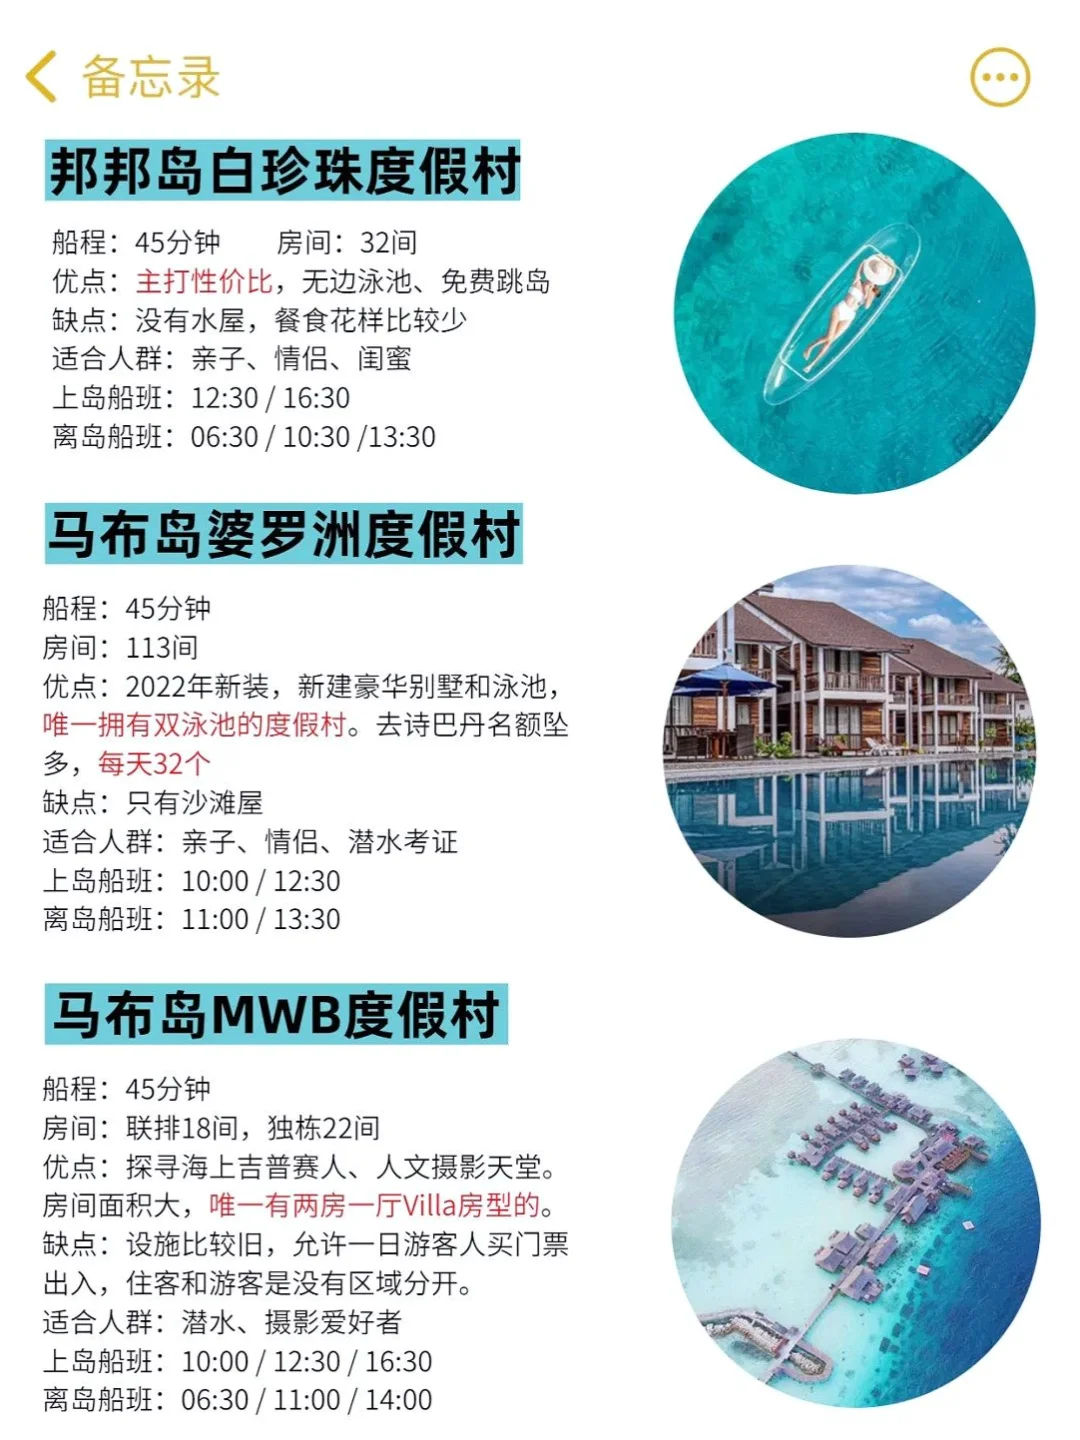 备忘录
邦邦岛白珍珠度假村
船程：45分钟 房间：32间
优点：主打性价比，无边泳池、免费跳岛
缺点：没有水屋，餐食花样比较少
适合人群：亲子、情侣、闺蜜
上岛船班：12:30 / 16:30
离岛船班：06:30 / 10:30 /13:30
马布岛婆罗洲度假村
船程：45分钟
房间：113间
优点：2022年新装，新建豪华别墅和泳池，
唯一拥有双泳池的度假村。去诗巴丹名额坠
多，每天32个
缺点：只有沙滩屋
适合人群：亲子、情侣、潜水考证
上岛船班：10:00 / 12:30
离岛船班：11:00 / 13:30
马布岛MWB度假村
船程：45分钟
房间：联排18间，独栋22间
优点：探寻海上吉普赛人、人文摄影天堂。
房间面积大，唯一有两房一厅Villa房型的。
缺点：设施比较旧，允许一日游客人买门票
出入，住客和游客是没有区域分开。
适合人群：潜水、摄影爱好者
上岛船班：10:00 / 12:30 / 16:30
离岛船班：06:30 / 11:00 / 14:00